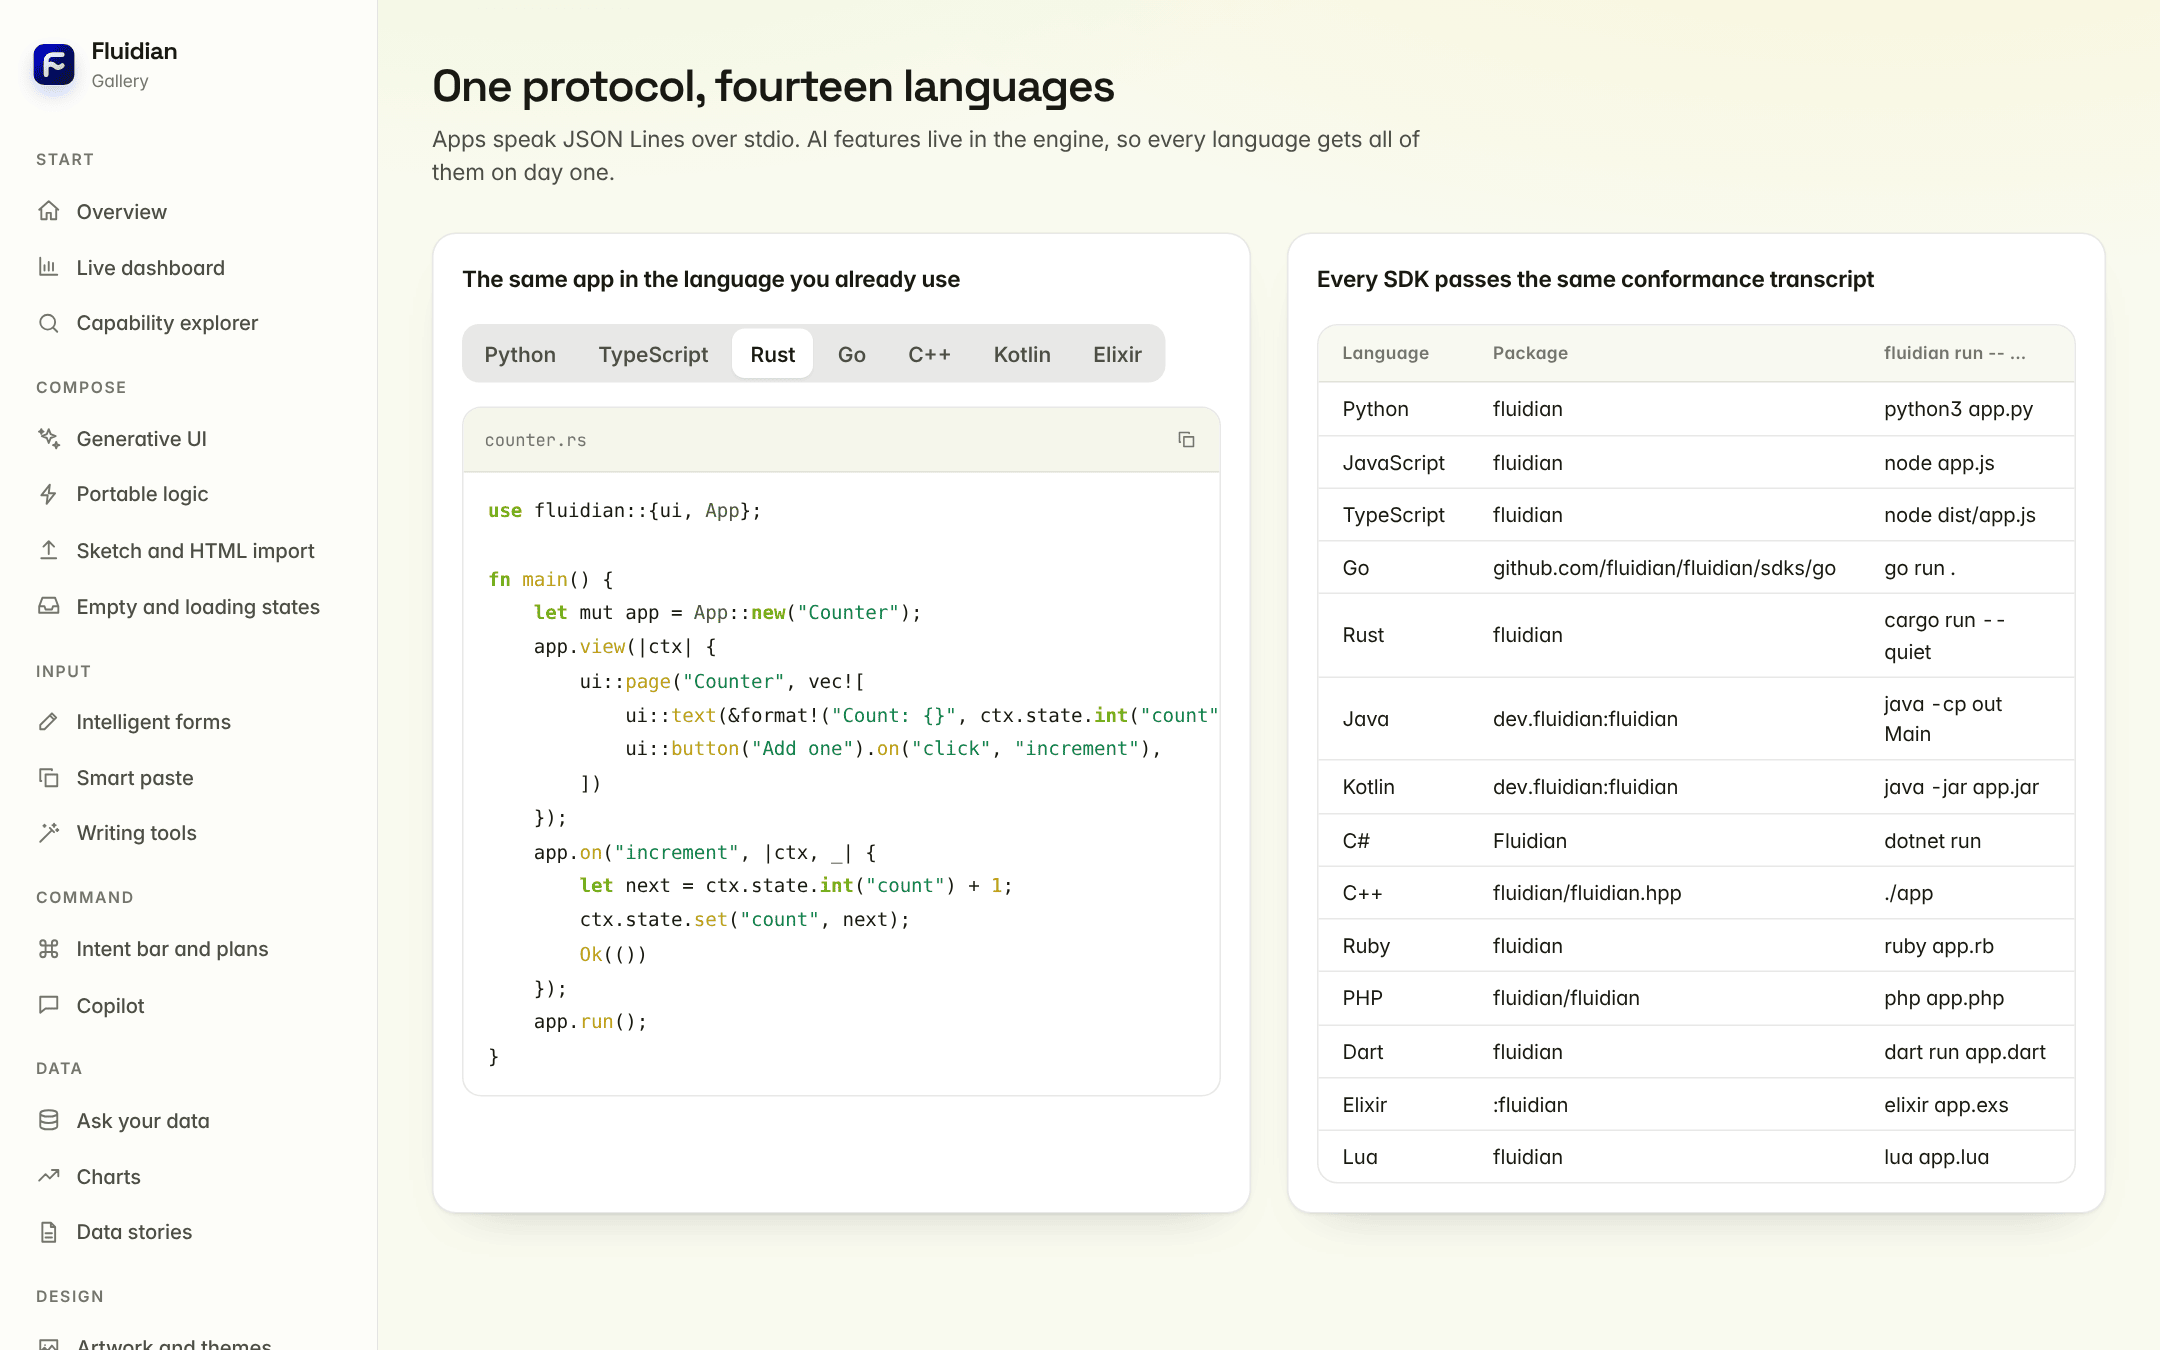 Fluidian
Gallery
START
Overview
Live dashboard
Capability explorer
COMPOSE
Generative UI
Portable logic
Sketch and HTML import
Empty and loading states
INPUT
Intelligent forms
Smart paste
Writing tools
COMMAND
Intent bar and plans
Copilot
DATA
Ask your data
Charts
Data stories
DESIGN
Artwork and themes
One protocol, fourteen languages
Apps speak JSON Lines over stdio. AI features live in the engine, so every language gets all of
them on day one.
The same app in the language you already use
Python TypeScript Rust Go C++ Kotlin Elixir
counter.rs
use fluidian::{ui, App};
fn main() {
    let mut app = App::new("Counter");
    app.view(|ctx| {
        ui::page("Counter", vec![
            ui::text(&format!("Count: {}", ctx.state.int("count"
            ui::button("Add one").on("click", "increment"),
        ])
    });
    app.on("increment", |ctx, _| {
        let next = ctx.state.int("count") + 1;
        ctx.state.set("count", next);
        Ok(())
    });
    app.run();
}
Every SDK passes the same conformance transcript
Language Package fluidian run -- ...
Python fluidian python3 app.py
JavaScript fluidian node app.js
TypeScript fluidian node dist/app.js
Go github.com/fluidian/fluidian/sdks/go go run .
Rust fluidian cargo run --
quiet
Java dev.fluidian:fluidian java -cp out
Main
Kotlin dev.fluidian:fluidian java -jar app.jar
C# Fluidian dotnet run
C++ fluidian/fluidian.hpp ./app
Ruby fluidian ruby app.rb
PHP fluidian/fluidian php app.php
Dart fluidian dart run app.dart
Elixir :fluidian elixir app.exs
Lua fluidian lua app.lua